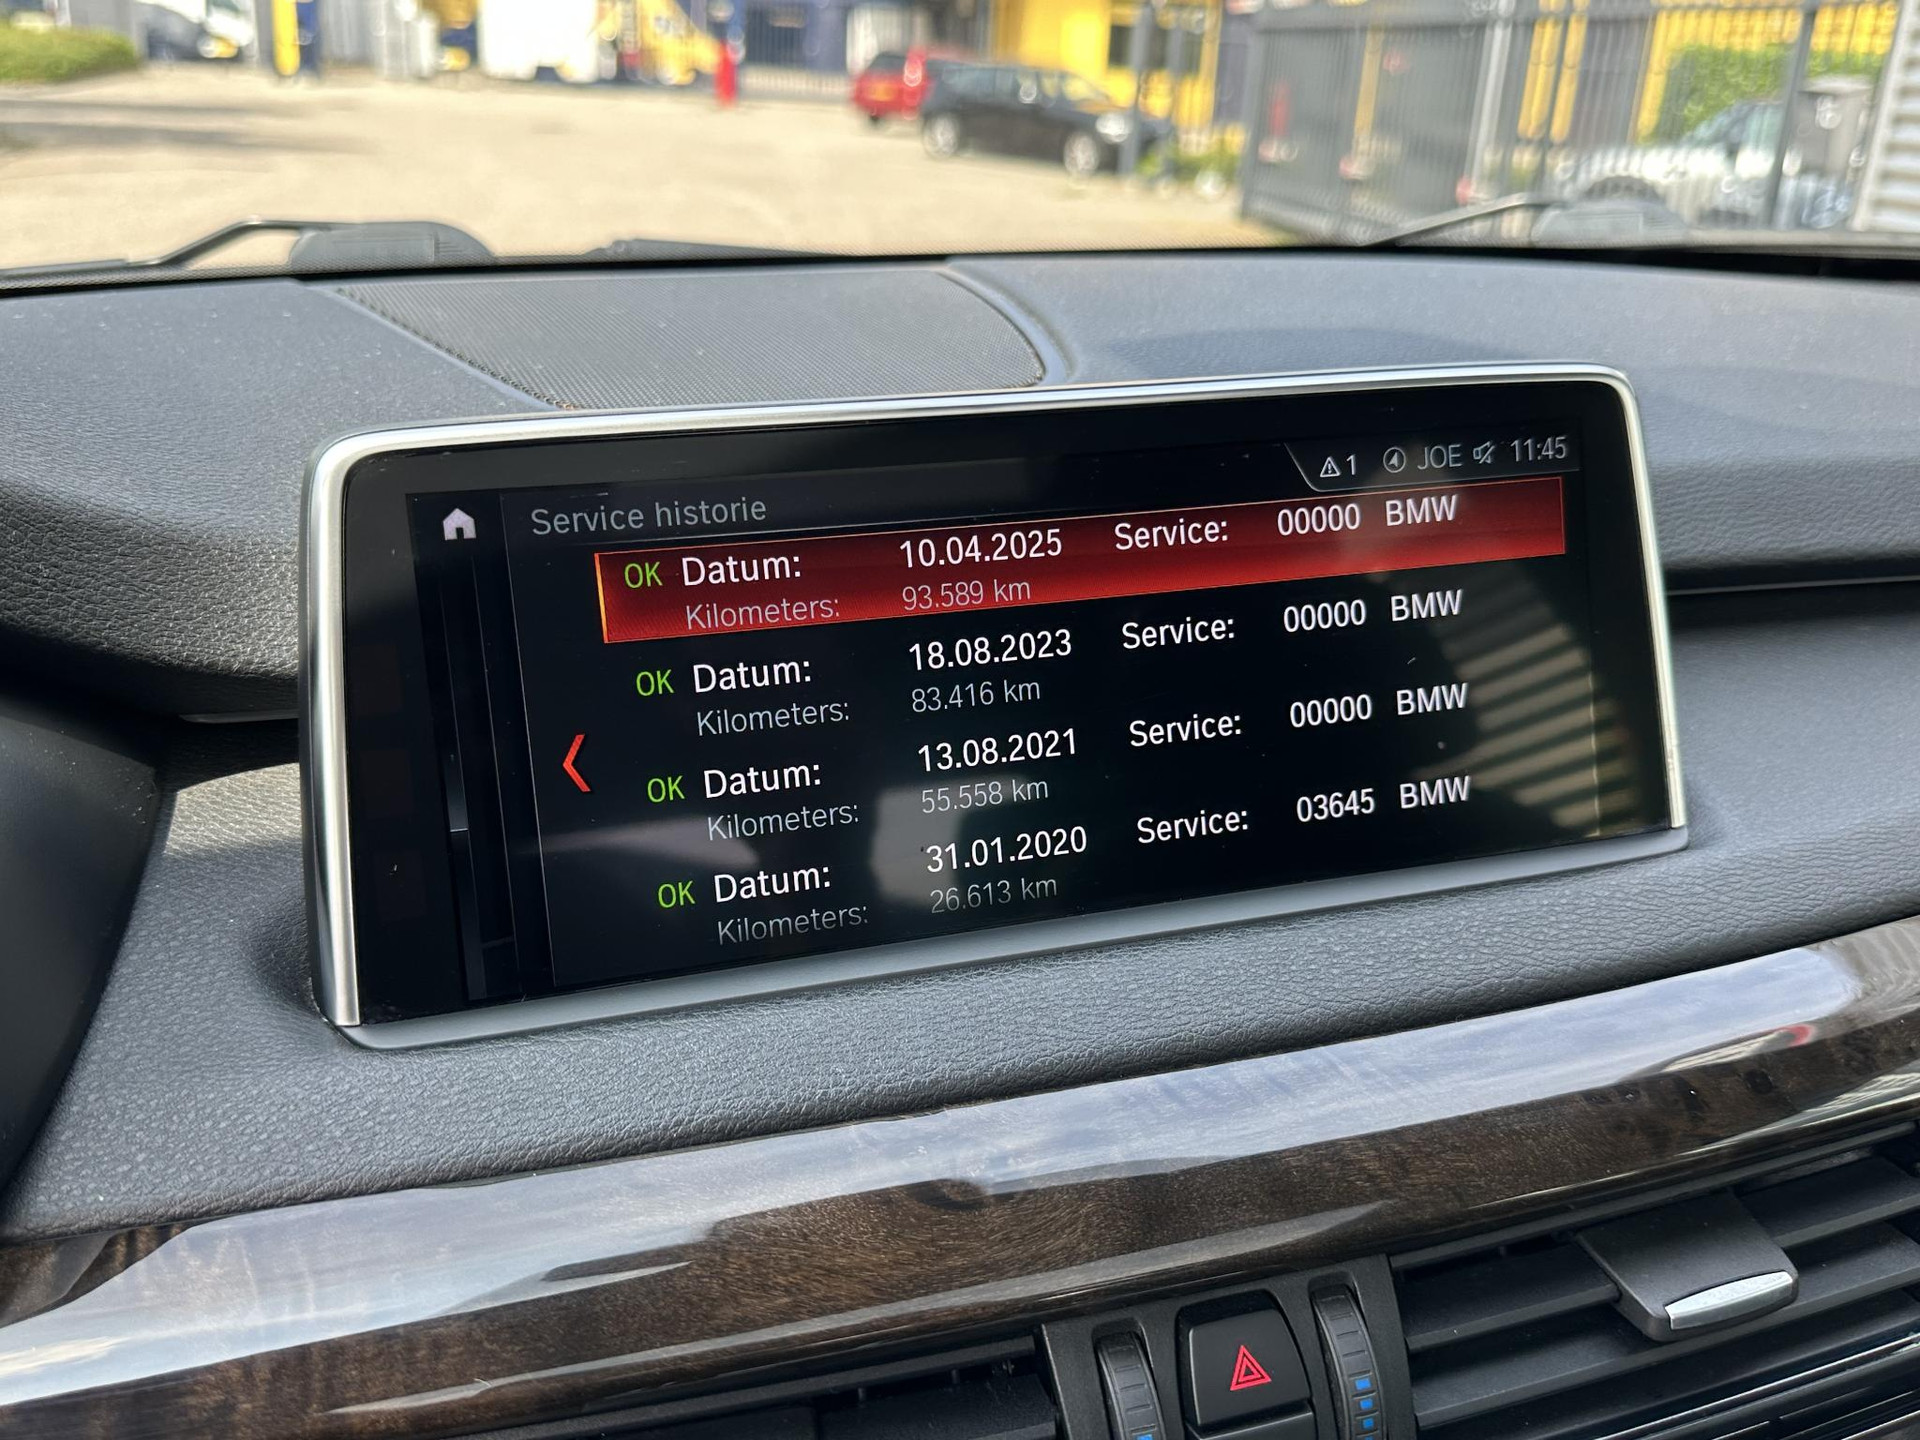 ⚠1 JOE 11:45
Service historie
OK Datum: 10.04.2025 Service: 00000 BMW
Kilometers: 93.589 km
OK Datum: 18.08.2023 Service: 00000 BMW
Kilometers: 83.416 km
OK Datum: 13.08.2021 Service: 00000 BMW
Kilometers: 55.558 km
OK Datum: 31.01.2020 Service: 03645 BMW
Kilometers: 26.613 km